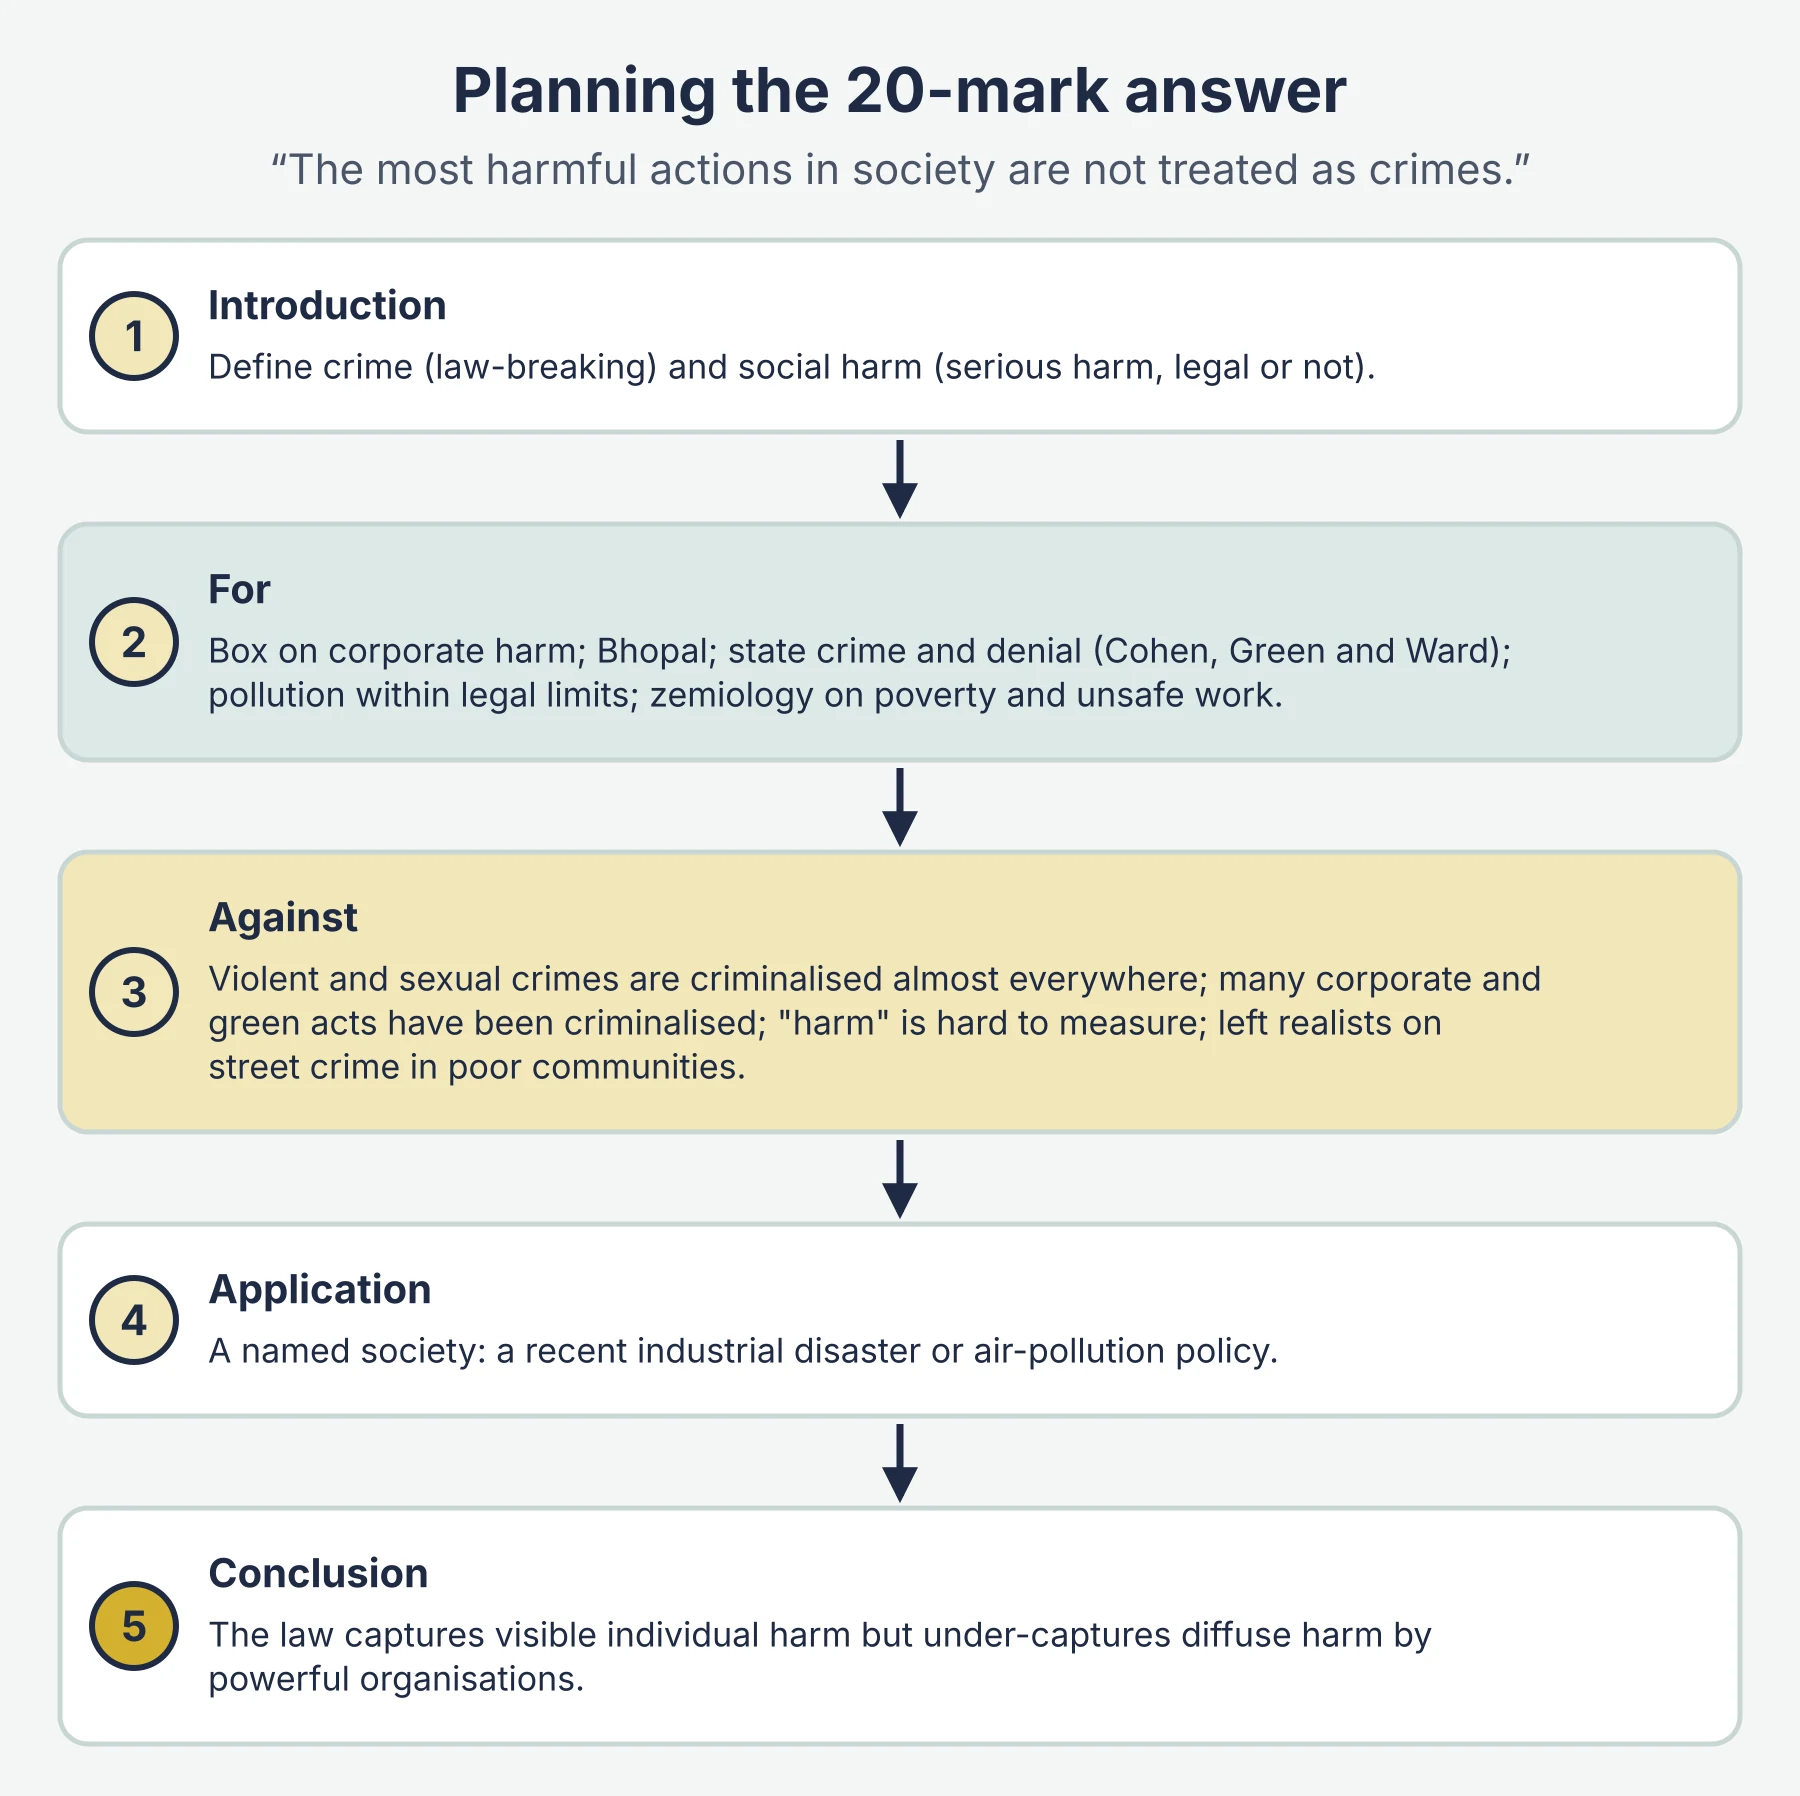 Planning the 20-mark answer
“The most harmful actions in society are not treated as crimes.”
1
Introduction
Define crime (law-breaking) and social harm (serious harm, legal or not).
2
For
Box on corporate harm; Bhopal; state crime and denial (Cohen, Green and Ward);
pollution within legal limits; zemiology on poverty and unsafe work.
3
Against
Violent and sexual crimes are criminalised almost everywhere; many corporate and
green acts have been criminalised; "harm" is hard to measure; left realists on
street crime in poor communities.
4
Application
A named society: a recent industrial disaster or air-pollution policy.
5
Conclusion
The law captures visible individual harm but under-captures diffuse harm by
powerful organisations.